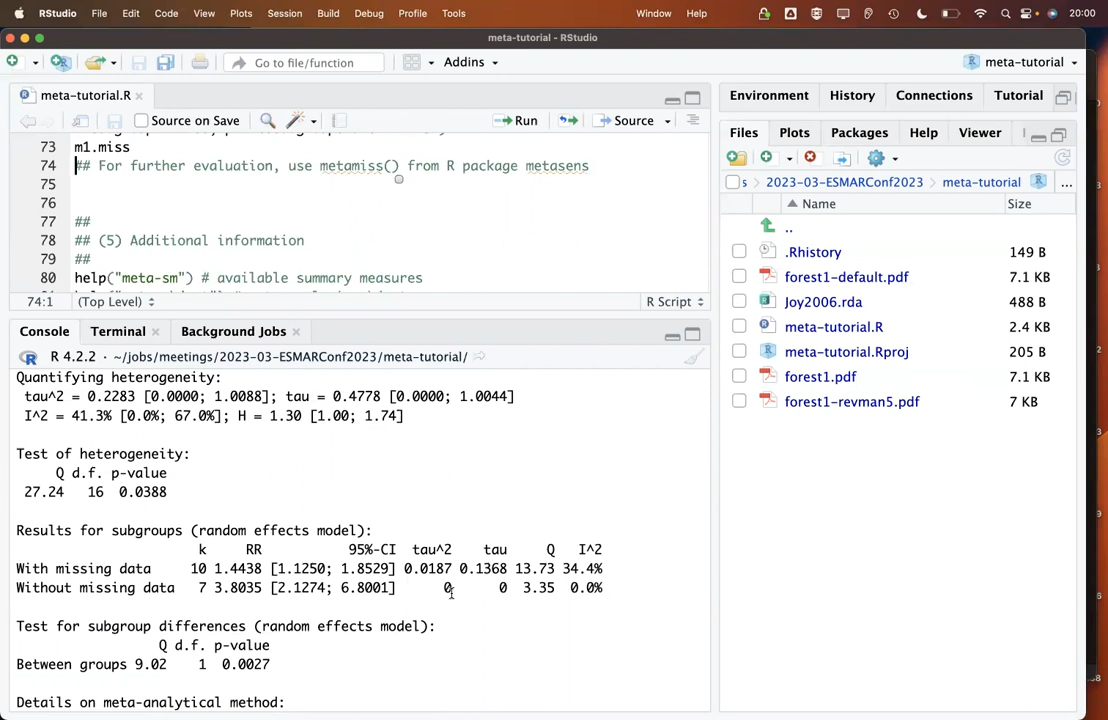 RStudio File Edit Code View Plots Session Build Debug Profile Tools Window Help 20:00
meta-tutorial - RStudio
Go to file/function Addins meta-tutorial
meta-tutorial.R
Source on Save Run Source
73 m1.miss
74 ## For further evaluation, use metamiss() from R package metasens
75
76
77 ##
78 ## (5) Additional information
79 ##
80 help("meta-sm") # available summary measures
74:1 (Top Level) R Script
Console Terminal Background Jobs
R 4.2.2 · ~/jobs/meetings/2023-03-ESMARConf2023/meta-tutorial/
Quantifying heterogeneity:
tau^2 = 0.2283 [0.0000; 1.0088]; tau = 0.4778 [0.0000; 1.0044]
I^2 = 41.3% [0.0%; 67.0%]; H = 1.30 [1.00; 1.74]
Test of heterogeneity:
Q d.f. p-value
27.24 16 0.0388
Results for subgroups (random effects model):
k RR 95%-CI tau^2 tau Q I^2
With missing data 10 1.4438 [1.1250; 1.8529] 0.0187 0.1368 13.73 34.4%
Without missing data 7 3.8035 [2.1274; 6.8001] 0 0 3.35 0.0%
Test for subgroup differences (random effects model):
Q d.f. p-value
Between groups 9.02 1 0.0027
Details on meta-analytical method:
Environment History Connections Tutorial
Files Plots Packages Help Viewer
s 2023-03-ESMARConf2023 meta-tutorial ...
Name Size
..
.Rhistory 149 B
forest1-default.pdf 7.1 KB
Joy2006.rda 488 B
meta-tutorial.R 2.4 KB
meta-tutorial.Rproj 205 B
forest1.pdf 7.1 KB
forest1-revman5.pdf 7 KB